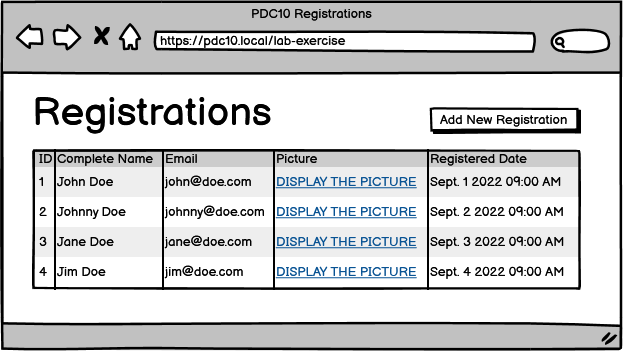 PDC10 Registrations
https://pdc10.local/lab-exercise
Registrations
Add New Registration
ID Complete Name Email Picture Registered Date
1 John Doe john@doe.com DISPLAY THE PICTURE Sept. 1 2022 09:00 AM
2 Johnny Doe johnny@doe.com DISPLAY THE PICTURE Sept. 2 2022 09:00 AM
3 Jane Doe jane@doe.com DISPLAY THE PICTURE Sept. 3 2022 09:00 AM
4 Jim Doe jim@doe.com DISPLAY THE PICTURE Sept. 4 2022 09:00 AM